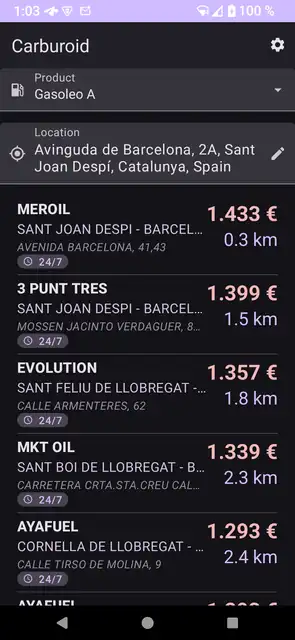 1:03 100 %
Carburoid
Product
Gasoleo A
Location
Avinguda de Barcelona, 2A, Sant
Joan Despí, Catalunya, Spain
MEROIL 1.433 €
SANT JOAN DESPI - BARCEL... 0.3 km
AVENIDA BARCELONA, 41,43
24/7
3 PUNT TRES 1.399 €
SANT JOAN DESPI - BARCEL... 1.5 km
MOSSEN JACINTO VERDAGUER, 8...
24/7
EVOLUTION 1.357 €
SANT FELIU DE LLOBREGAT -... 1.8 km
CALLE ARMENTERES, 62
24/7
MKT OIL 1.339 €
SANT BOI DE LLOBREGAT - B... 2.3 km
CARRETERA CRTA.STA.CREU CAL...
24/7
AYAFUEL 1.293 €
CORNELLA DE LLOBREGAT -... 2.4 km
CALLE TIRSO DE MOLINA, 9
24/7
AYAFUEL